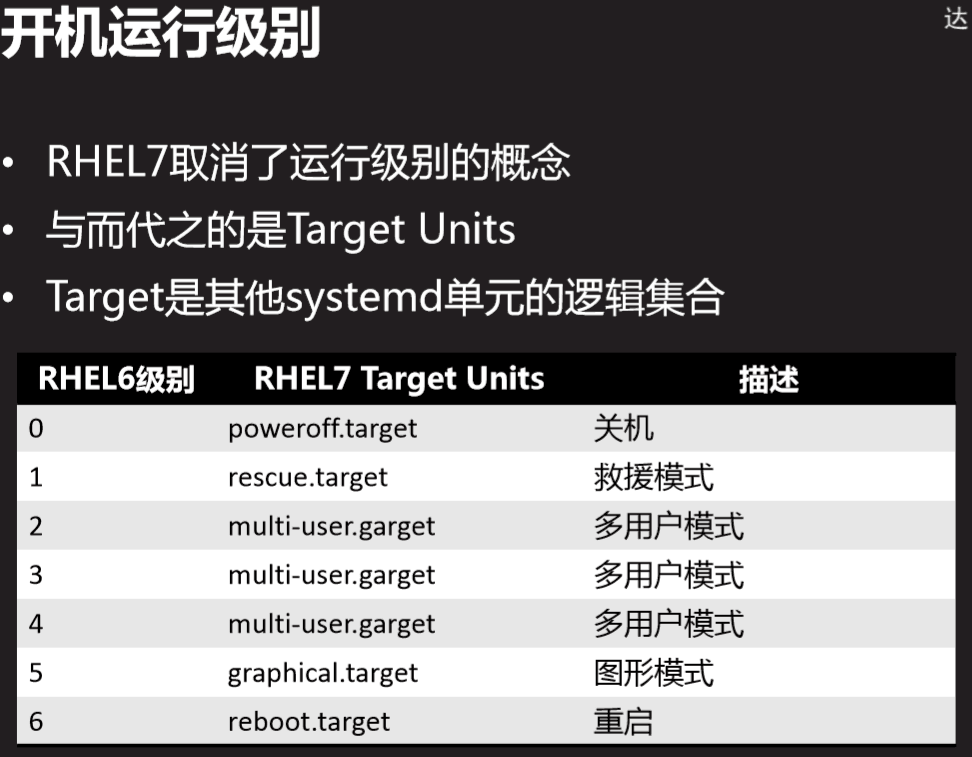 开机运行级别
达
• RHEL7取消了运行级别的概念
• 与而代之的是Target Units
• Target是其他systemd单元的逻辑集合
RHEL6级别 RHEL7 Target Units 描述
0 poweroff.target 关机
1 rescue.target 救援模式
2 multi-user.garget 多用户模式
3 multi-user.garget 多用户模式
4 multi-user.garget 多用户模式
5 graphical.target 图形模式
6 reboot.target 重启